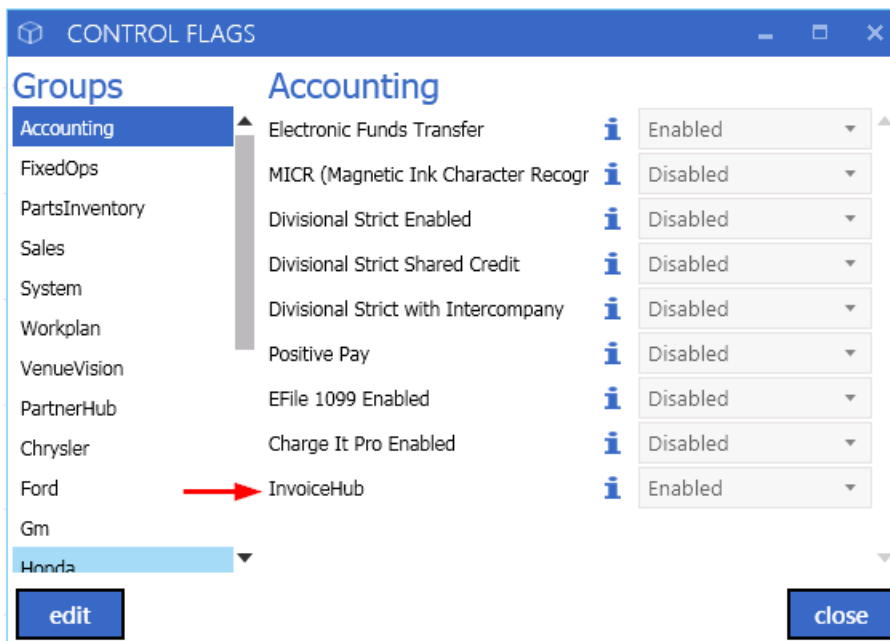 CONTROL FLAGS
Groups
Accounting
FixedOps
PartsInventory
Sales
System
Workplan
VenueVision
PartnerHub
Chrysler
Ford
Gm
Honda
Accounting
Electronic Funds Transfer Enabled
MICR (Magnetic Ink Character Recogr Disabled
Divisional Strict Enabled Disabled
Divisional Strict Shared Credit Disabled
Divisional Strict with Intercompany Disabled
Positive Pay Disabled
EFile 1099 Enabled Disabled
Charge It Pro Enabled Disabled
InvoiceHub Enabled
edit
close